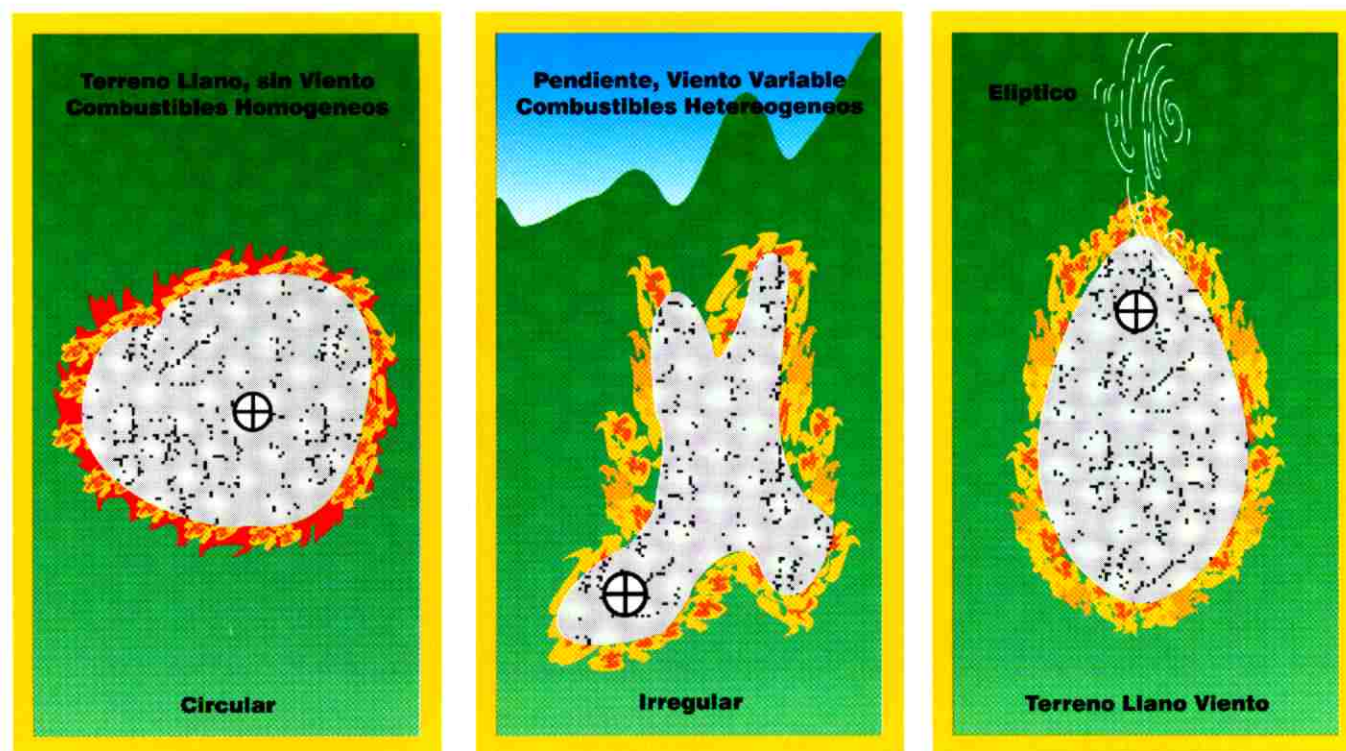 Terreno Llano, sin Viento
Combustibles Homogeneos
Circular
Pendiente, Viento Variable
Combustibles Hetereogeneos
Irregular
Eliptico
Terreno Llano Viento